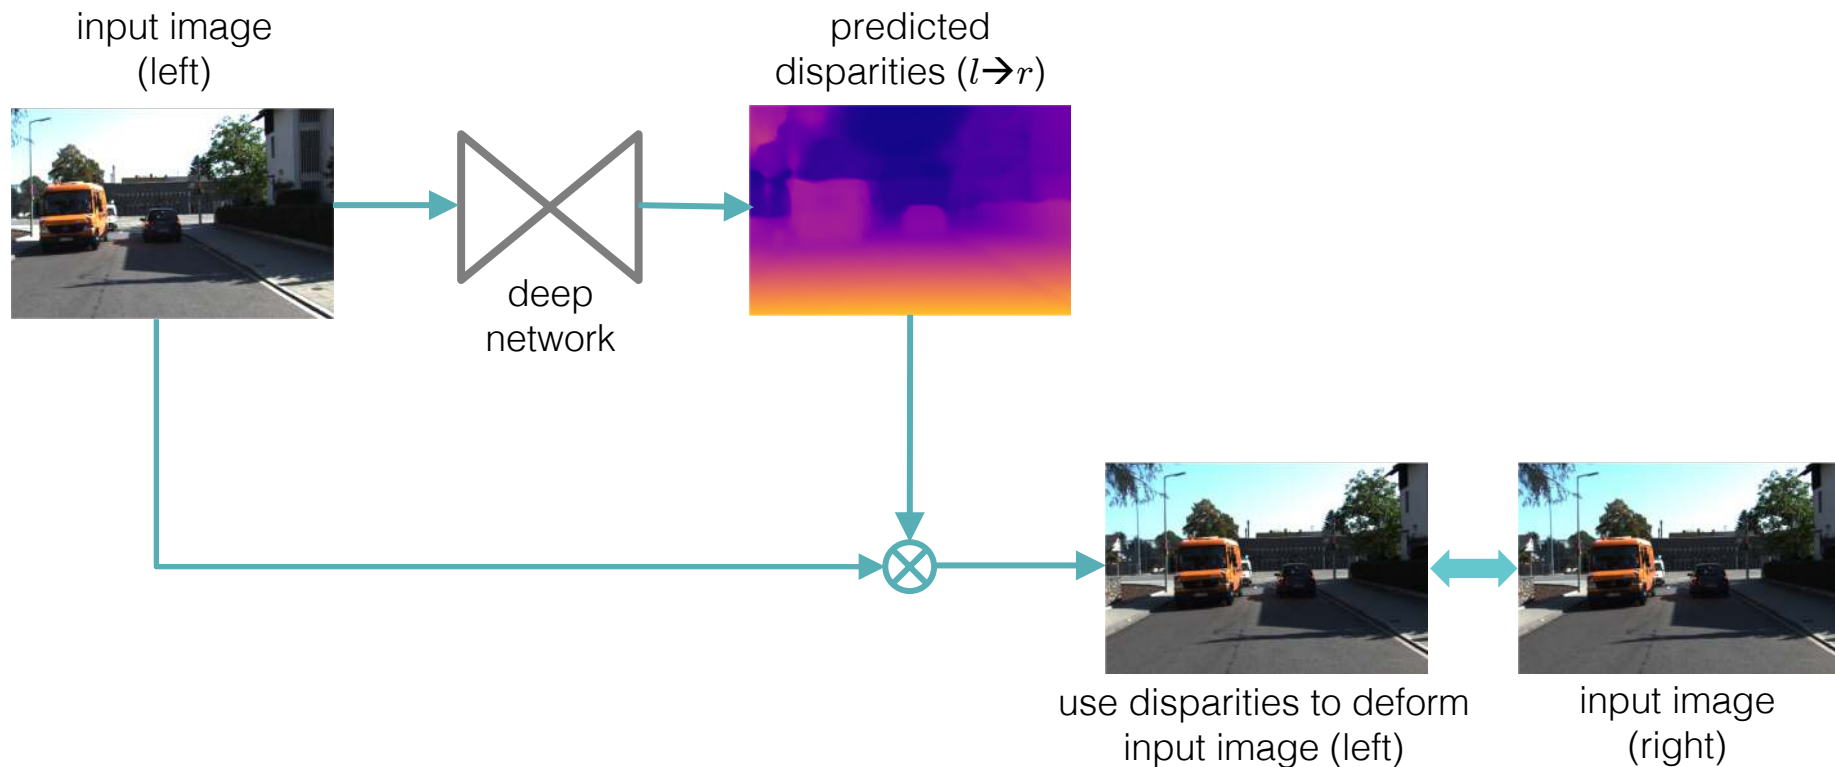 input image
(left)
predicted
disparities (l→r)
deep
network
use disparities to deform
input image (left)
input image
(right)